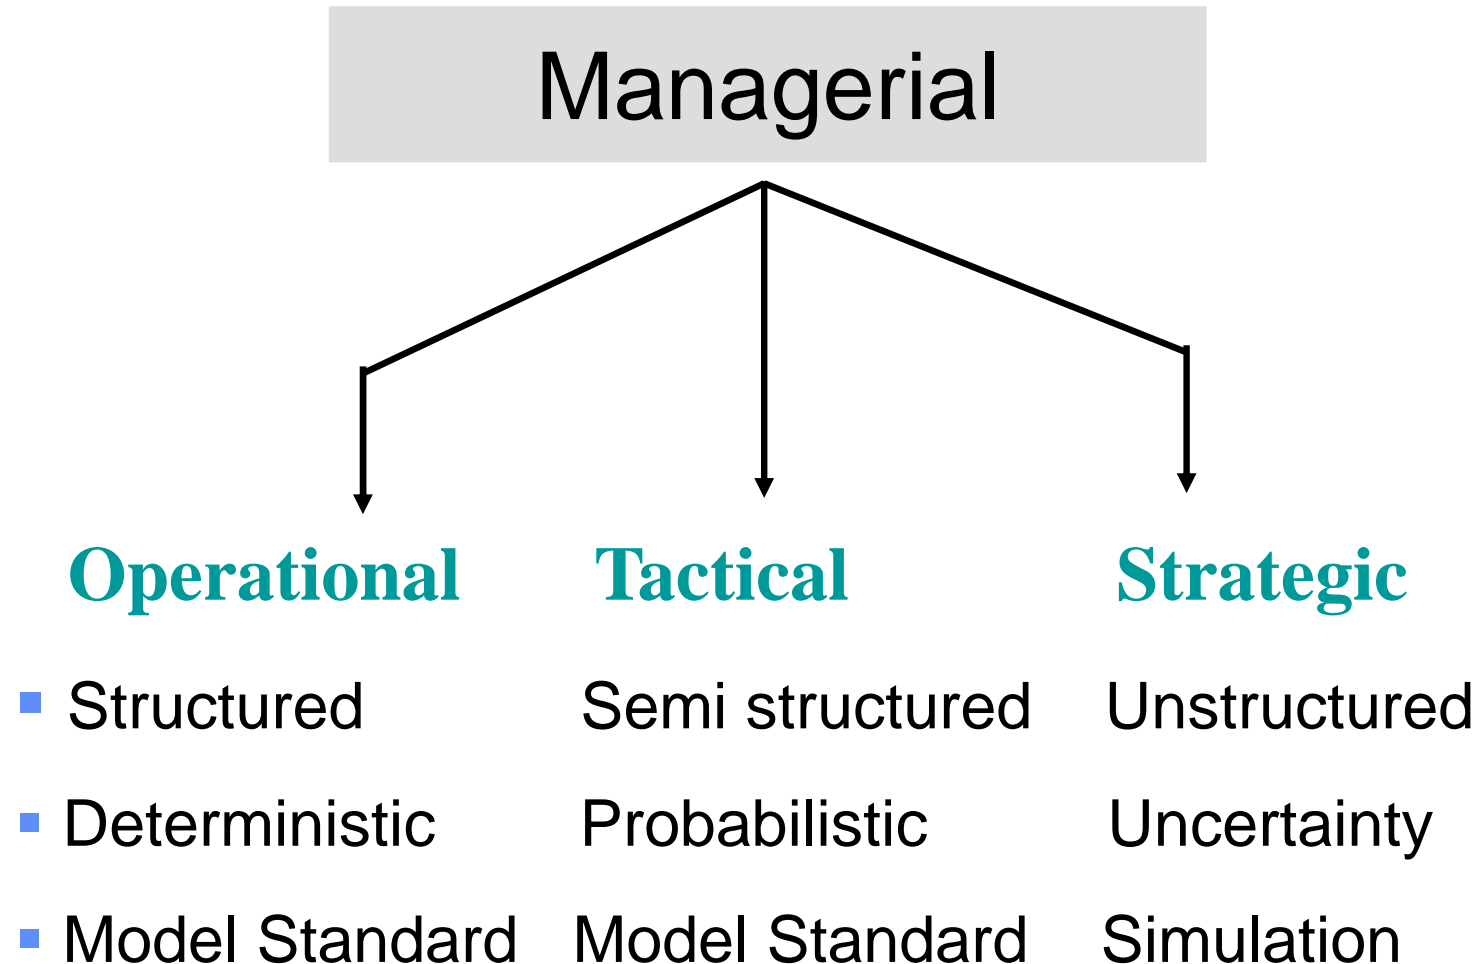 Managerial
Operational Tactical Strategic
Structured Semi structured Unstructured
Deterministic Probabilistic Uncertainty
Model Standard Model Standard Simulation